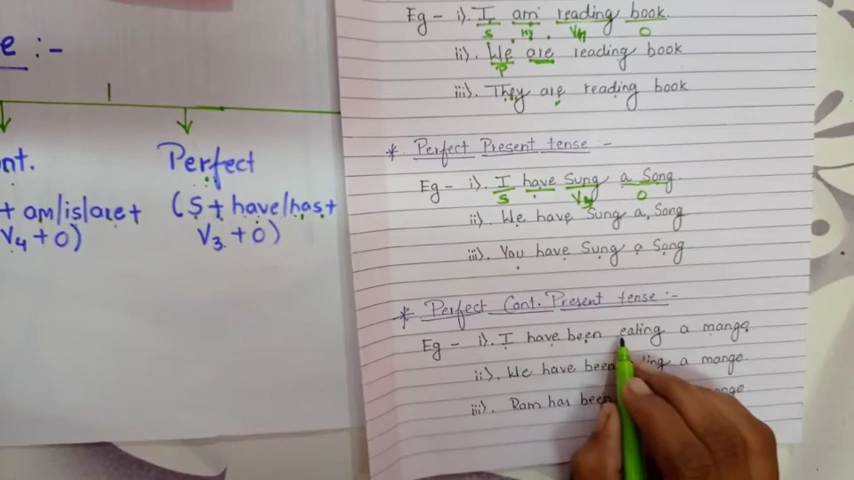 e :-
nt.
+ am/is/are+
V4 + O)
Perfect
(S + have/has+
V3 + O)
Eg - i). I am reading book.
S Hv V4 O
ii). We are reading book
P
iii). They are reading book
* Perfect Present tense -
Eg - i). I have Sung a Song
S V3 O
ii). We have Sung a Song
iii). You have Sung a Song
* Perfect Cont. Present tense :-
Eg - i). I have been eating a mango.
ii). We have been a mango.
iii). Ram has been